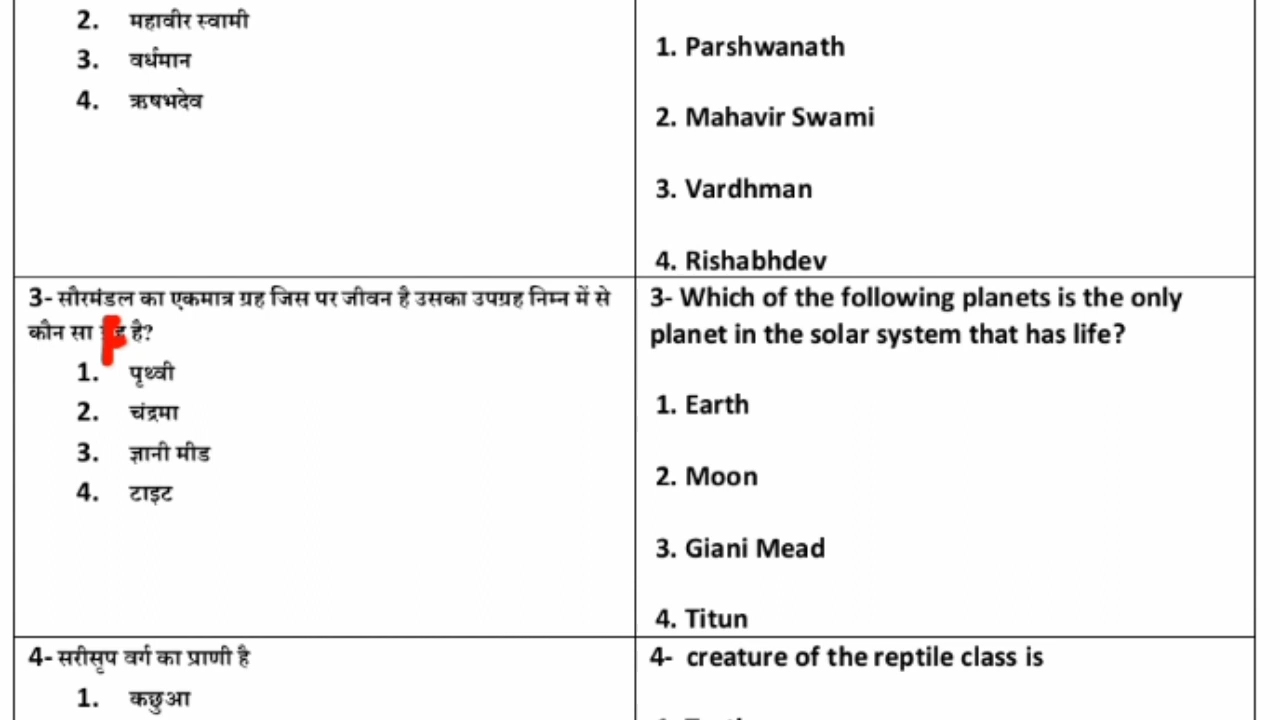 2. महावीर स्वामी
3. वर्धमान
4. ऋषभदेव
1. Parshwanath
2. Mahavir Swami
3. Vardhman
4. Rishabhdev
3- सौरमंडल का एकमात्र ग्रह जिस पर जीवन है उसका उपग्रह निम्न में से
कौन सा है?
1. पृथ्वी
2. चंद्रमा
3. ज्ञानी मीड
4. टाइट
3- Which of the following planets is the only
planet in the solar system that has life?
1. Earth
2. Moon
3. Giani Mead
4. Titun
4- सरीसृप वर्ग का प्राणी है
1. कछुआ
4- creature of the reptile class is